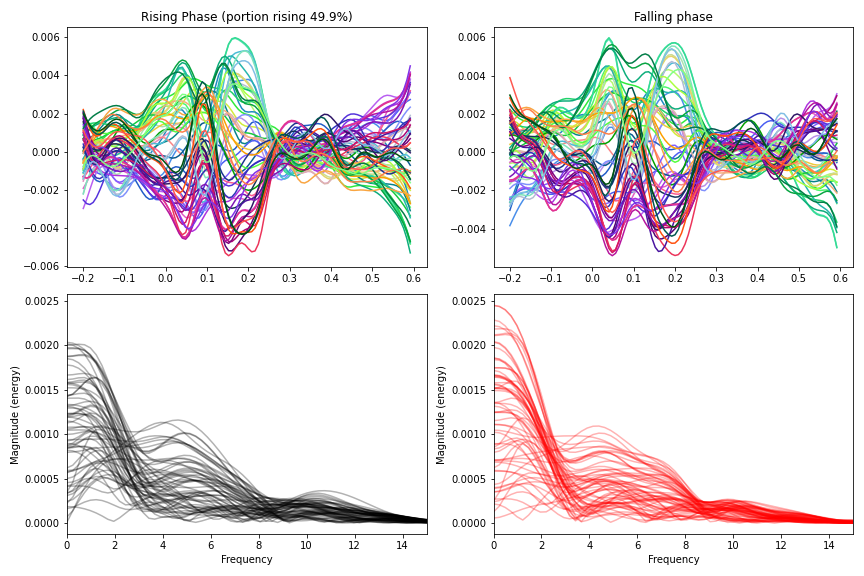 Rising Phase (portion rising 49.9%)
Falling phase
0.006
0.004
0.002
0.000
−0.002
−0.004
−0.006
−0.2 −0.1 0.0 0.1 0.2 0.3 0.4 0.5 0.6
0.006
0.004
0.002
0.000
−0.002
−0.004
−0.2 −0.1 0.0 0.1 0.2 0.3 0.4 0.5 0.6
Magnitude (energy)
0.0025
0.0020
0.0015
0.0010
0.0005
0.0000
0 2 4 6 8 10 12 14
Frequency
Magnitude (energy)
0.0025
0.0020
0.0015
0.0010
0.0005
0.0000
0 2 4 6 8 10 12 14
Frequency